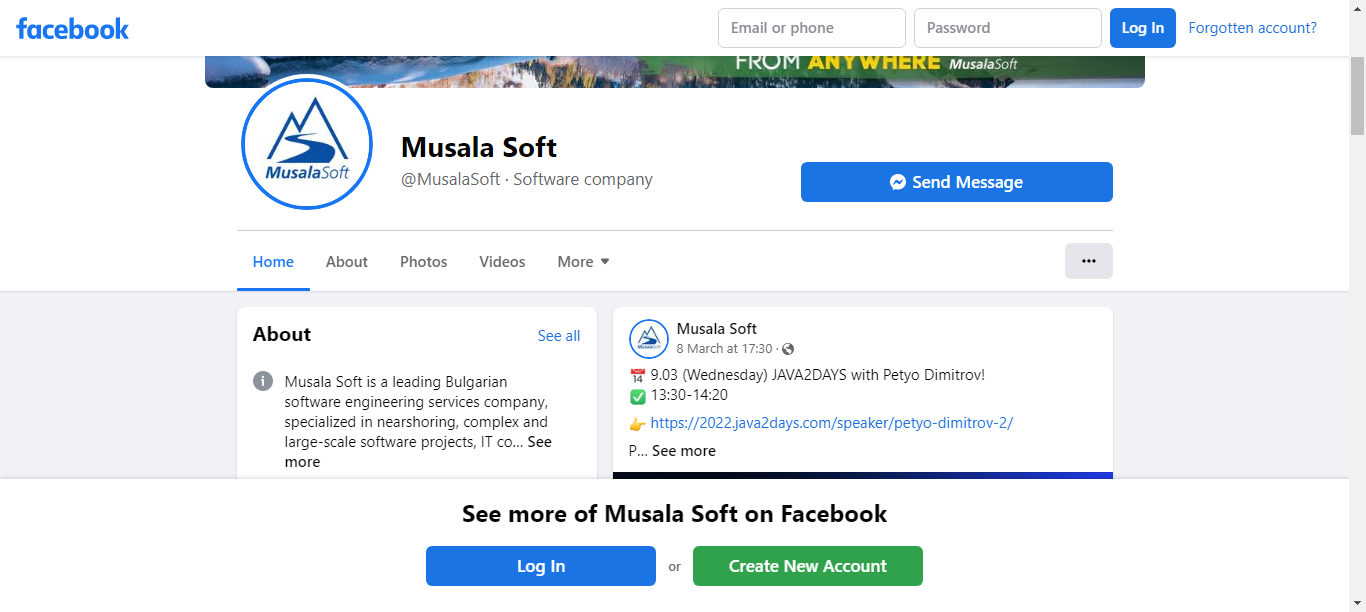 facebook
Email or phone
Password
Log In
Forgotten account?
FROM ANYWHERE MusalaSoft
MusalaSoft
Musala Soft
@MusalaSoft · Software company
Send Message
Home
About
Photos
Videos
More
About
See all
Musala Soft is a leading Bulgarian
software engineering services company,
specialized in nearshoring, complex and
large-scale software projects, IT co... See
more
MusalaSoft
Musala Soft
8 March at 17:30 ·
📅 9.03 (Wednesday) JAVA2DAYS with Petyo Dimitrov!
✅ 13:30-14:20
👉 https://2022.java2days.com/speaker/petyo-dimitrov-2/
P... See more
See more of Musala Soft on Facebook
Log In
or
Create New Account